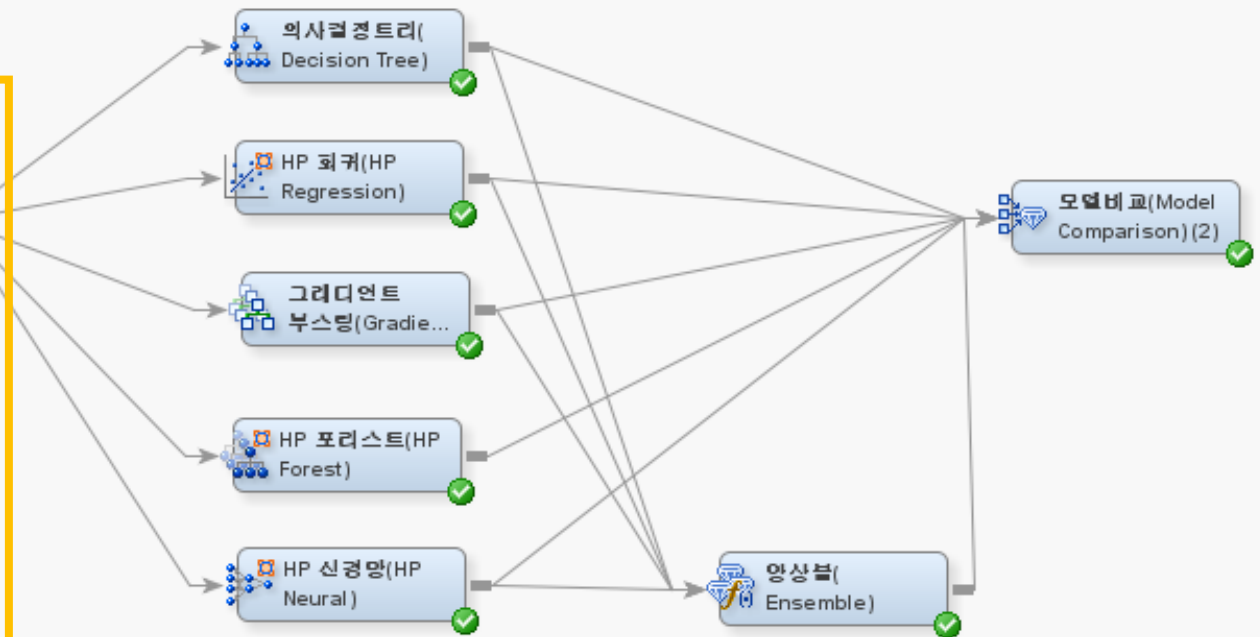 의사결정트리(
Decision Tree)
HP 회귀(HP
Regression)
그래디언트
부스팅(Gradie...
HP 포리스트(HP
Forest)
HP 신경망(HP
Neural)
앙상블(
Ensemble)
모델비교(Model
Comparison)(2)